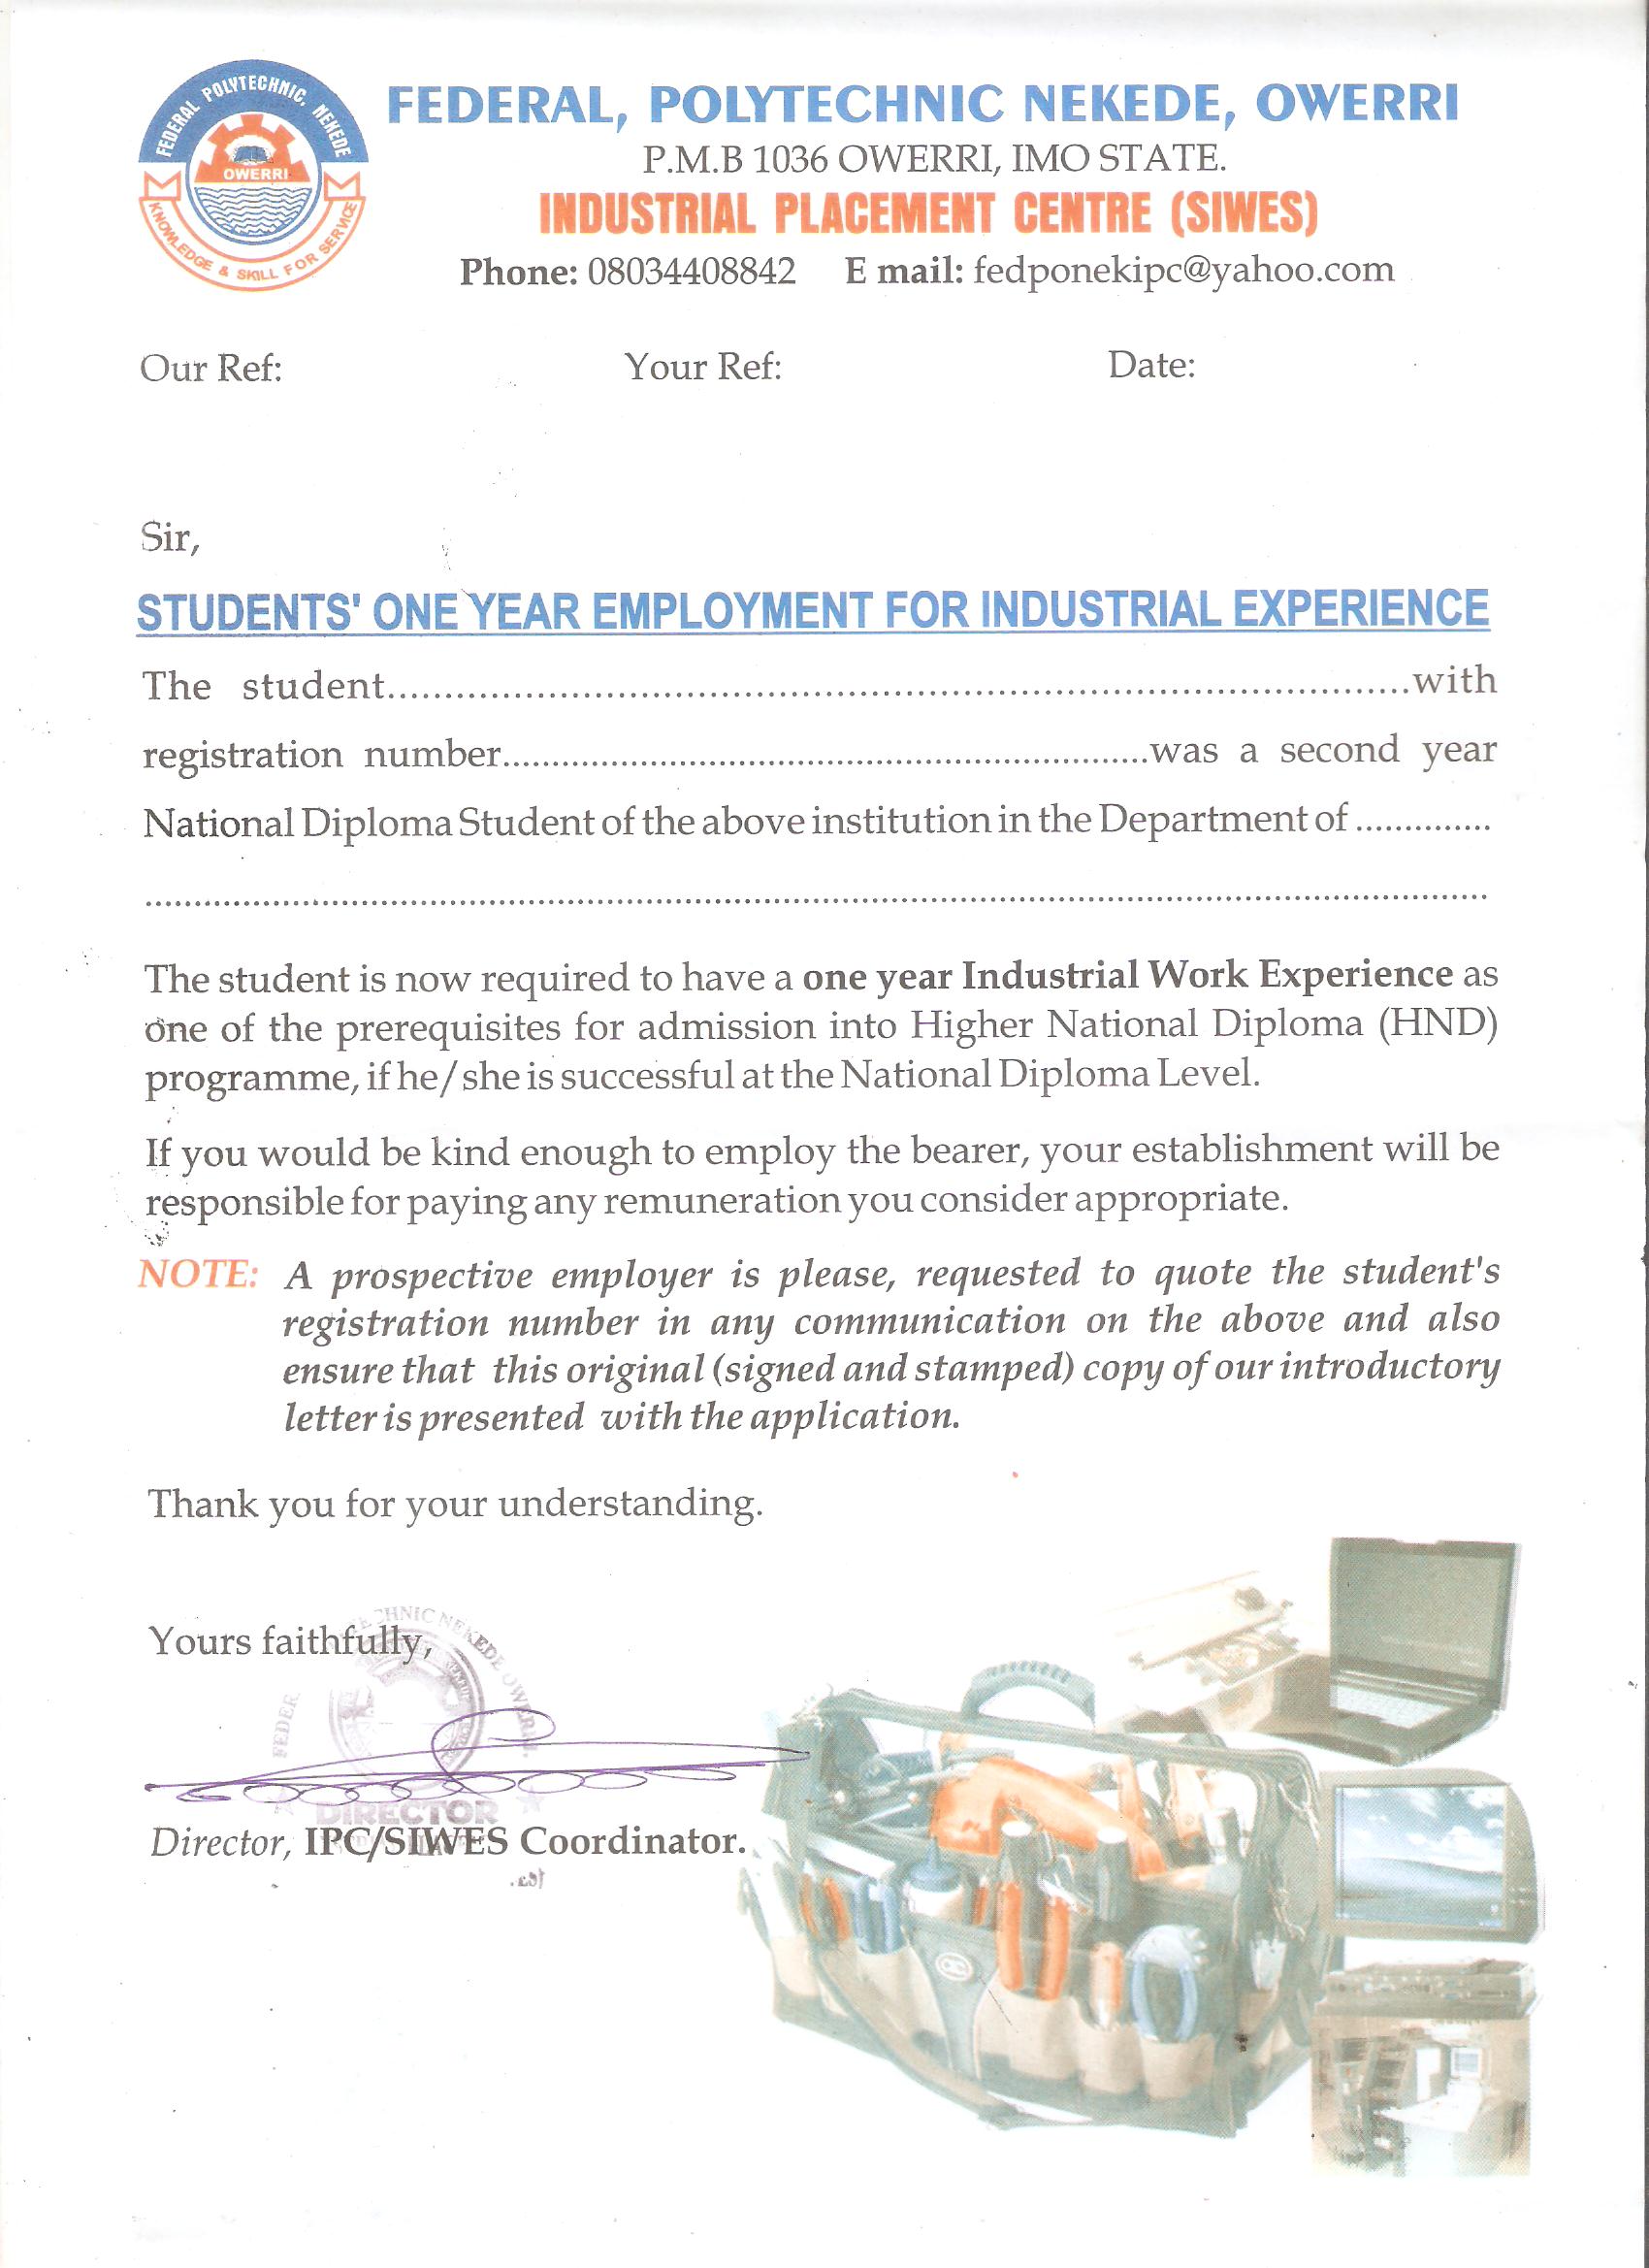 FEDERAL POLYTECHNIC, NEKEDE
OWERRI
KNOWLEDGE & SKILL FOR SERVICE
FEDERAL, POLYTECHNIC NEKEDE, OWERRI
P.M.B 1036 OWERRI, IMO STATE.
INDUSTRIAL PLACEMENT CENTRE (SIWES)
Phone: 08034408842 E mail: fedponekipc@yahoo.com
Our Ref: Your Ref: Date:
Sir,
STUDENTS' ONE YEAR EMPLOYMENT FOR INDUSTRIAL EXPERIENCE
The student..........................................................................................with
registration number.................................................................was a second year
National Diploma Student of the above institution in the Department of ..............
.........................................................................................................................................
The student is now required to have a one year Industrial Work Experience as
one of the prerequisites for admission into Higher National Diploma (HND)
programme, if he/she is successful at the National Diploma Level.
If you would be kind enough to employ the bearer, your establishment will be
responsible for paying any remuneration you consider appropriate.
NOTE: A prospective employer is please, requested to quote the student's
registration number in any communication on the above and also
ensure that this original (signed and stamped) copy of our introductory
letter is presented with the application.
Thank you for your understanding.
Yours faithfully,
NEKEDE OWERRI
DIRECTOR
Director, IPC/SIWES Coordinator.